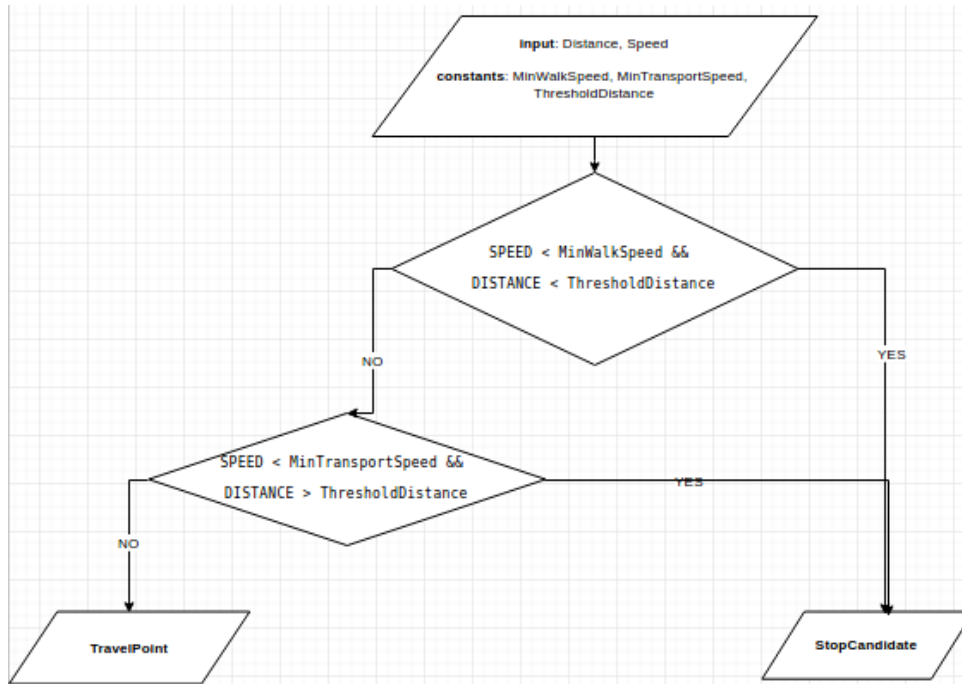 input: Distance, Speed
constants: MinWalkSpeed, MinTransportSpeed,
ThresholdDistance
SPEED < MinWalkSpeed &&
DISTANCE < ThresholdDistance
NO
YES
SPEED < MinTransportSpeed &&
DISTANCE > ThresholdDistance
YES
NO
TravelPoint
StopCandidate